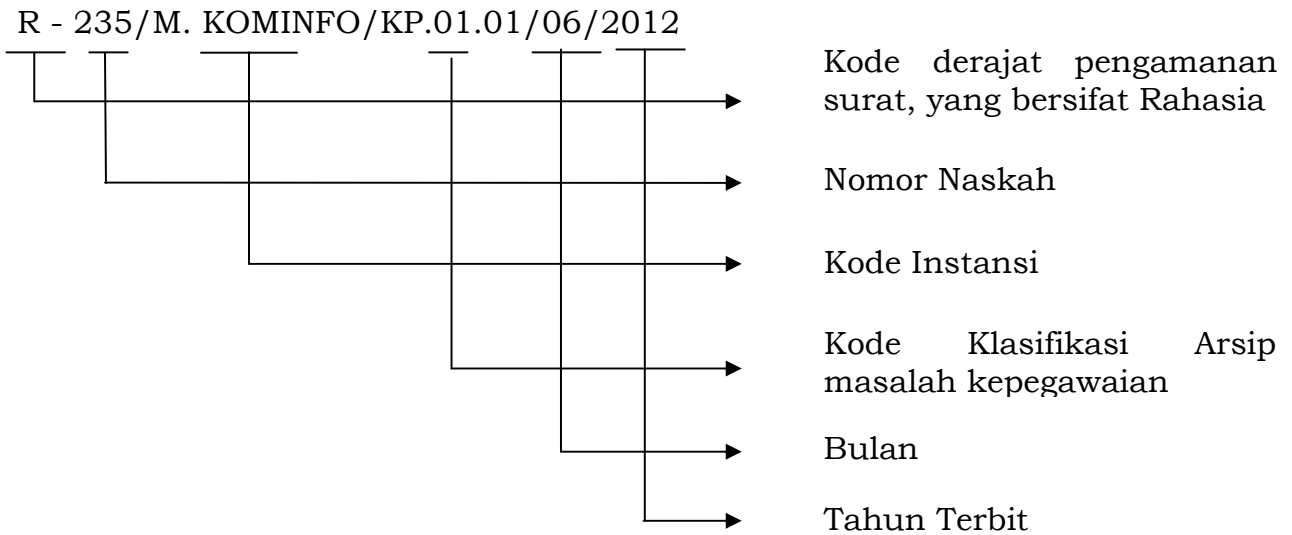 R - 235/M. KOMINFO/KP.01.01/06/2012
Kode derajat pengamanan
surat, yang bersifat Rahasia
Nomor Naskah
Kode Instansi
Kode Klasifikasi Arsip
masalah kepegawaian
Bulan
Tahun Terbit